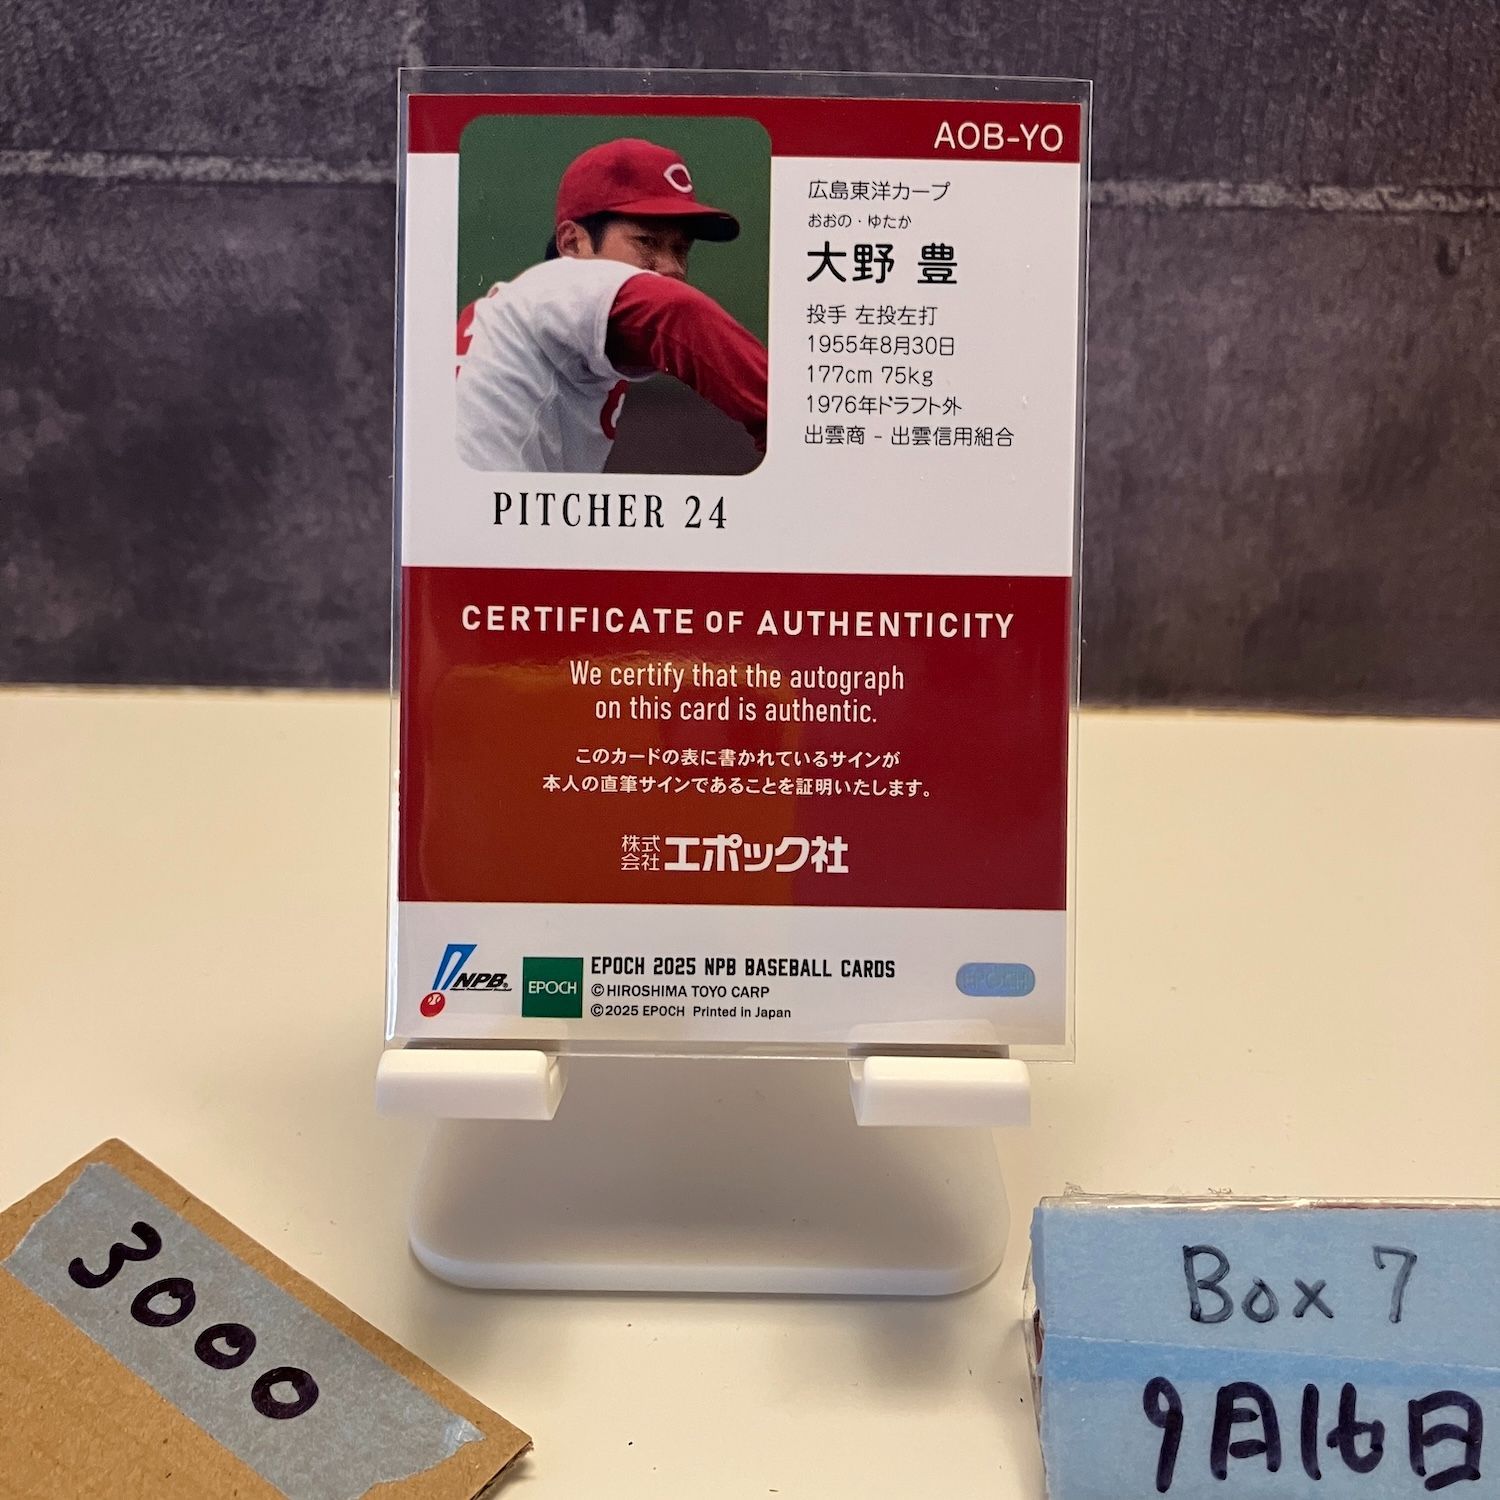 AOB-YO
広島東洋カープ
おおの・ゆたか
大野 豊
投手 左投左打
1955年8月30日
177cm 75kg
1976年ドラフト外
出雲商 - 出雲信用組合
PITCHER 24
CERTIFICATE OF AUTHENTICITY
We certify that the autograph
on this card is authentic.
このカードの表に書かれているサインが
本人の直筆サインであることを証明いたします。
株式
会社
エポック社
NPB
EPOCH
EPOCH 2025 NPB BASEBALL CARDS
©HIROSHIMA TOYO CARP
©2025 EPOCH Printed in Japan
EPOCH
3000
Box 7
9月16日